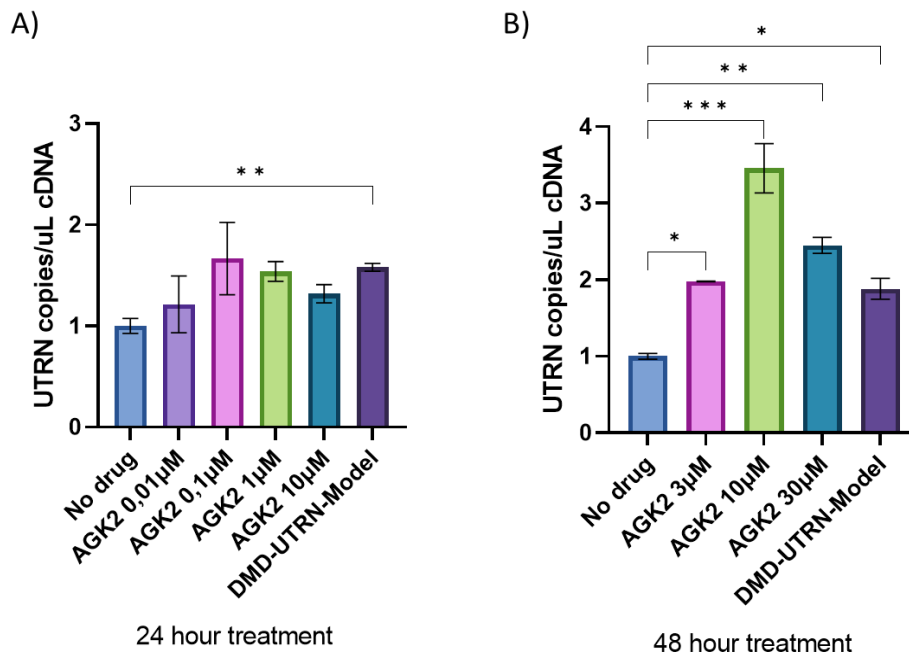 A)
UTRN copies/uL cDNA
3
2
1
0
* *
No drug
AGK2 0,01µM
AGK2 0,1µM
AGK2 1µM
AGK2 10µM
DMD-UTRN-Model
24 hour treatment
B)
UTRN copies/uL cDNA
4
3
2
1
0
*
* *
* * *
*
No drug
AGK2 3µM
AGK2 10µM
AGK2 30µM
DMD-UTRN-Model
48 hour treatment